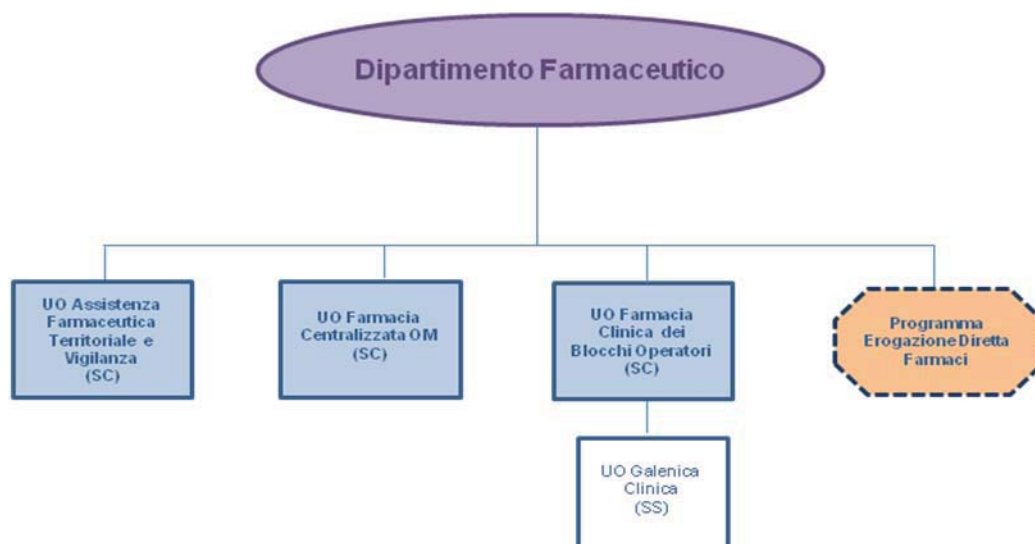 Dipartimento Farmaceutico
UO Assistenza
Farmaceutica
Territoriale e
Vigilanza
(SC)
UO Farmacia
Centralizzata OM
(SC)
UO Farmacia
Clinica dei
Blocchi Operatori
(SC)
Programma
Erogazione Diretta
Farmaci
UO Galenica
Clinica
(SS)